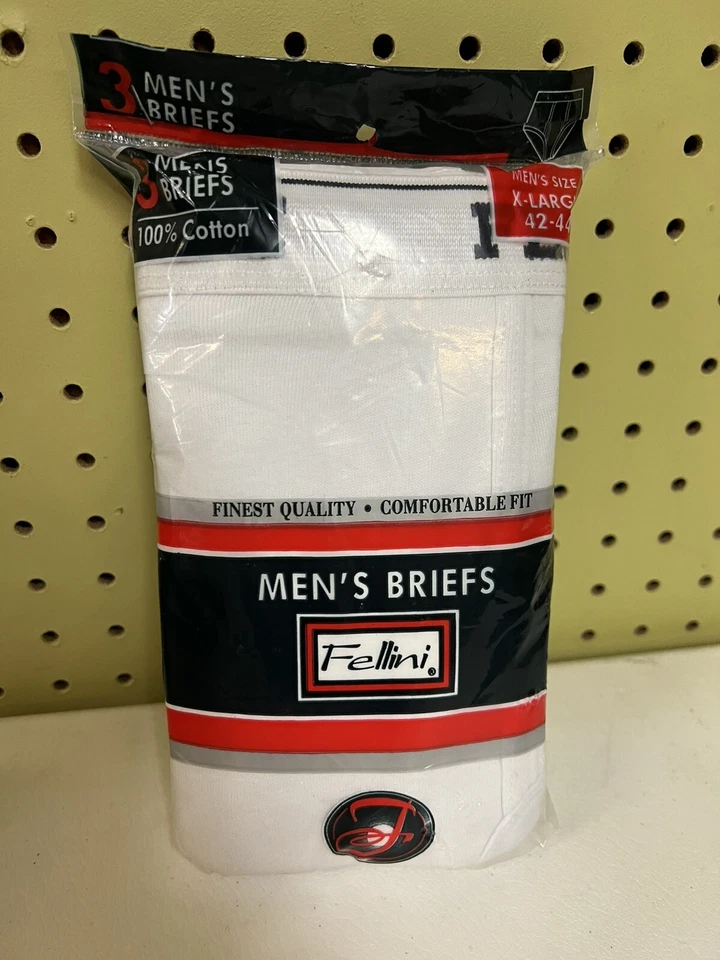 3 MEN'S
BRIEFS
3 MEN'S
BRIEFS
100% Cotton
MEN'S SIZE
X-LARG
42-44
FINEST QUALITY • COMFORTABLE FIT
MEN'S BRIEFS
Fellini